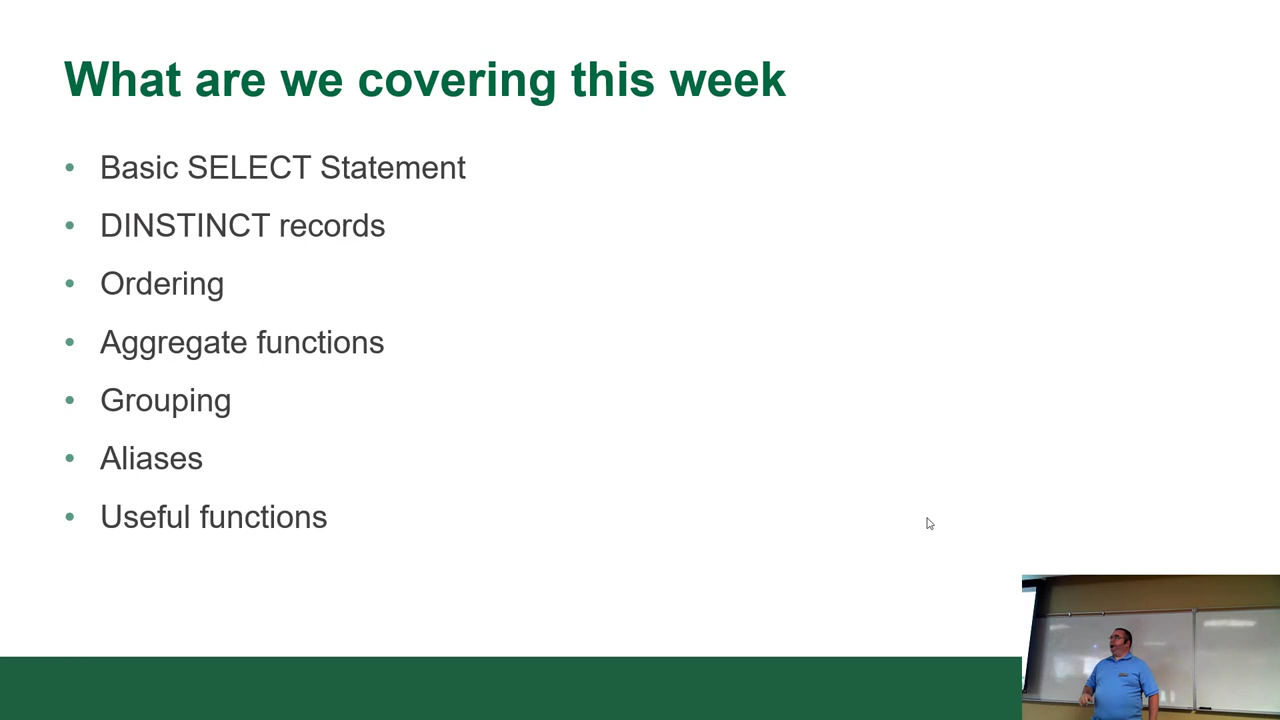 What are we covering this week
• Basic SELECT Statement
• DINSTINCT records
• Ordering
• Aggregate functions
• Grouping
• Aliases
• Useful functions